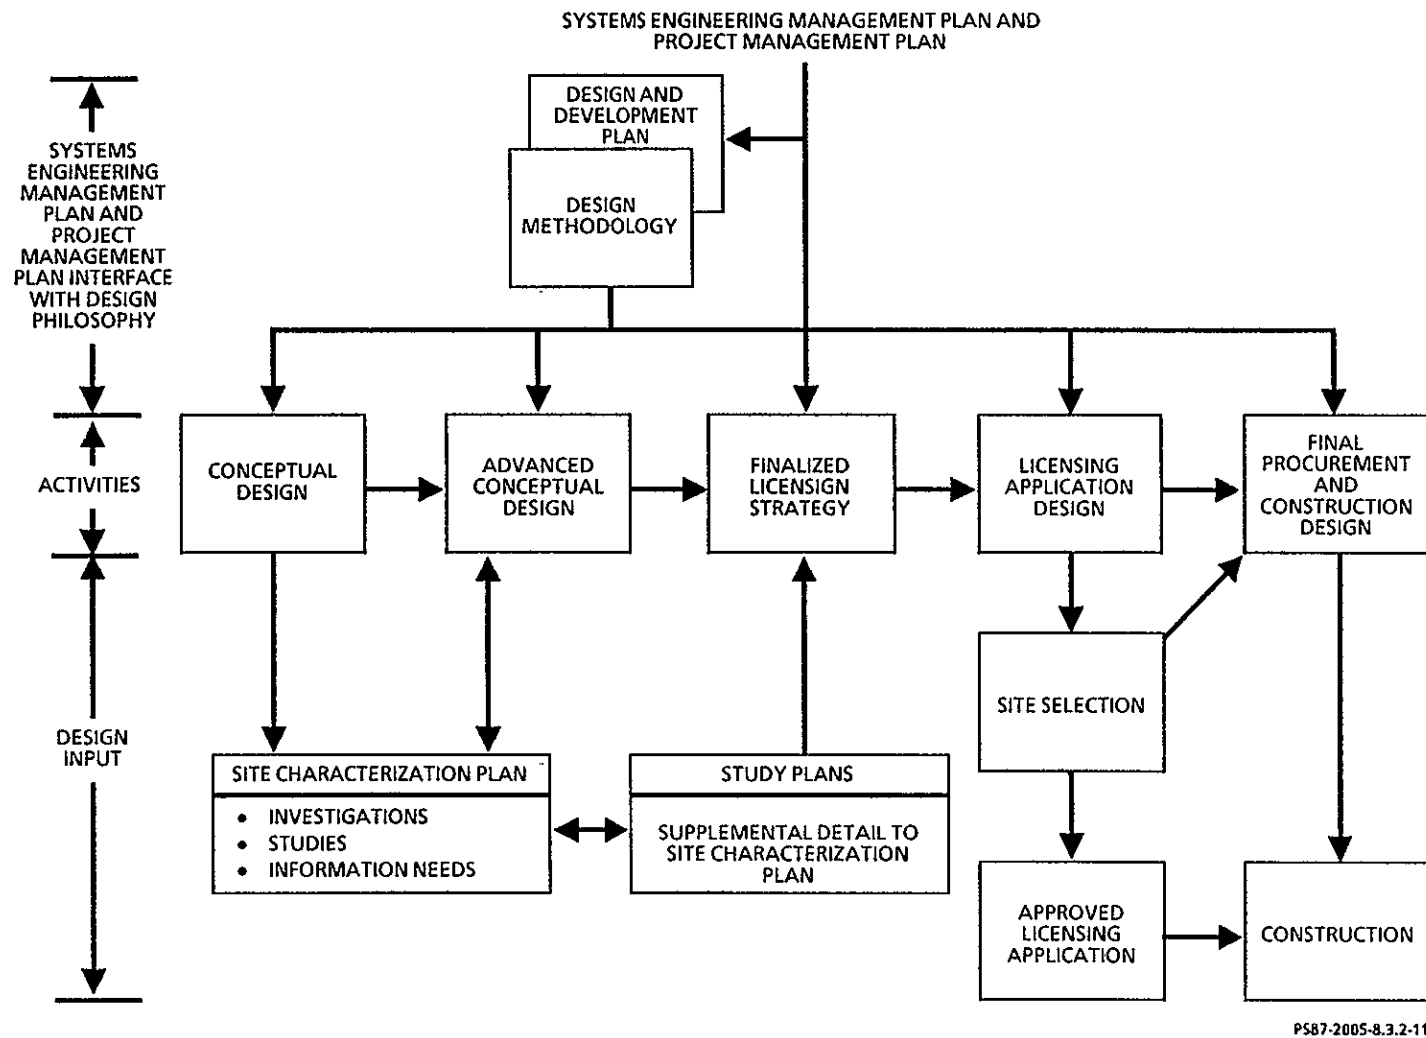 SYSTEMS ENGINEERING MANAGEMENT PLAN AND
PROJECT MANAGEMENT PLAN
DESIGN AND
DEVELOPMENT
PLAN
DESIGN
METHODOLOGY
SYSTEMS
ENGINEERING
MANAGEMENT
PLAN AND
PROJECT
MANAGEMENT
PLAN INTERFACE
WITH DESIGN
PHILOSOPHY
ACTIVITIES
CONCEPTUAL
DESIGN
ADVANCED
CONCEPTUAL
DESIGN
FINALIZED
LICENSIGN
STRATEGY
LICENSING
APPLICATION
DESIGN
FINAL
PROCUREMENT
AND
CONSTRUCTION
DESIGN
DESIGN
INPUT
SITE CHARACTERIZATION PLAN
• INVESTIGATIONS
• STUDIES
• INFORMATION NEEDS
STUDY PLANS
SUPPLEMENTAL DETAIL TO
SITE CHARACTERIZATION
PLAN
SITE SELECTION
APPROVED
LICENSING
APPLICATION
CONSTRUCTION
PS87-2005-8.3.2-11